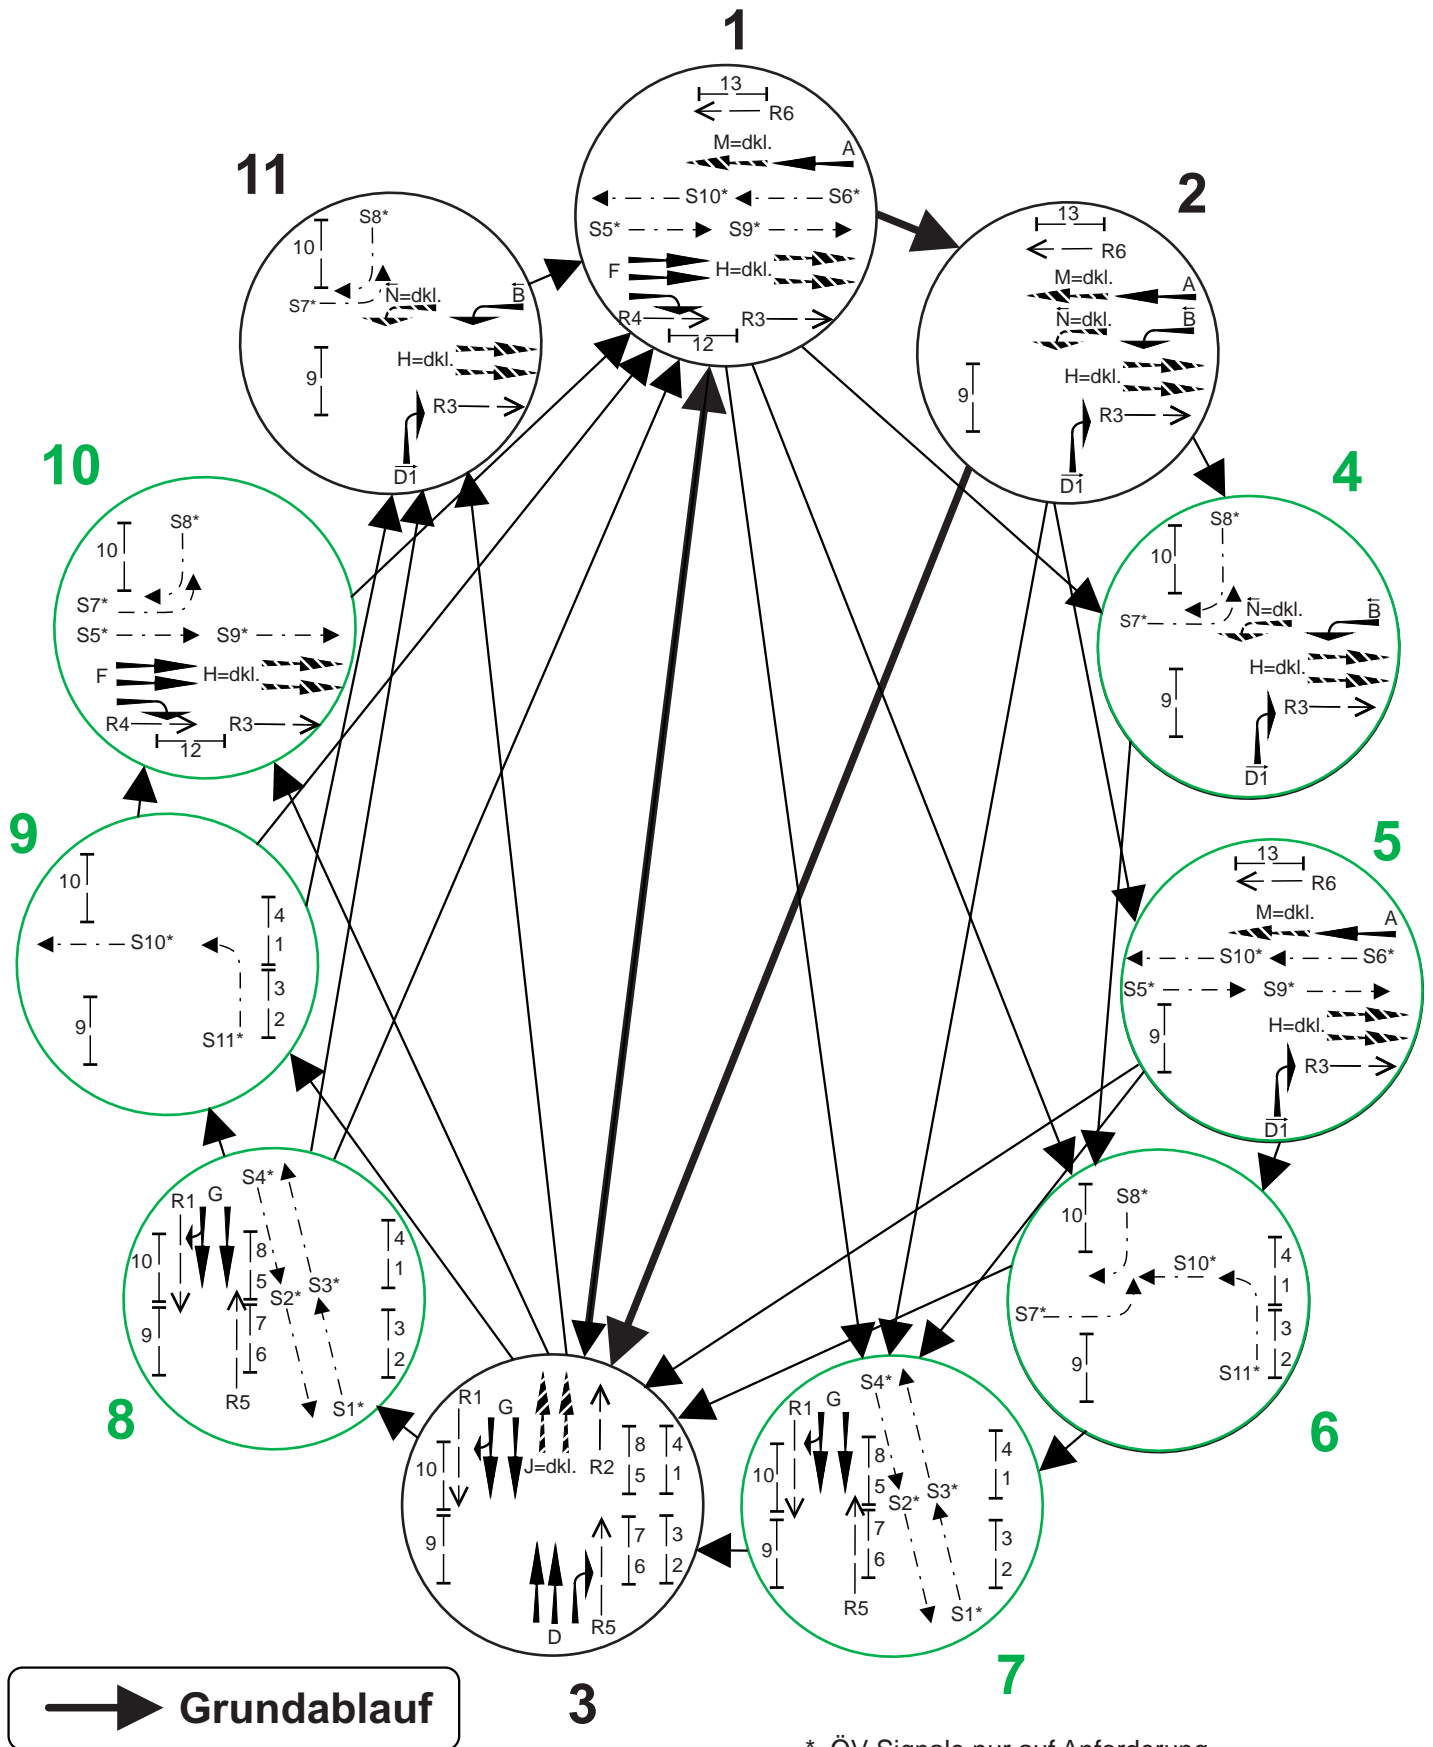 1
13
R6
M=dkl.
A
S10*
S6*
S5*
S9*
F
H=dkl.
R4
R3
12
11
S8*
10
S7*
N=dkl.
B
H=dkl.
9
R3
D1
2
13
R6
M=dkl.
A
N=dkl.
B
H=dkl.
9
R3
D1
10
S8*
10
S7*
S5*
S9*
F
H=dkl.
R4
R3
12
4
S8*
10
N=dkl.
B
S7*
H=dkl.
9
R3
D1
9
10
4
S10*
1
3
9
2
S11*
5
13
R6
M=dkl.
A
S10*
S6*
S5*
S9*
H=dkl.
9
R3
D1
8
S4*
R1
G
4
8
10
1
5
S3*
S2*
3
7
9
6
2
R5
S1*
6
S8*
10
4
S10*
1
S7*
3
9
2
S11*
3
R1
G
J=dkl.
R2
8
4
10
5
1
7
3
9
6
2
D
R5
7
S4*
R1
G
4
8
10
1
5
S3*
S2*
7
3
9
6
2
R5
S1*
Grundablauf
* ÖV-Signale nur auf Anforderung